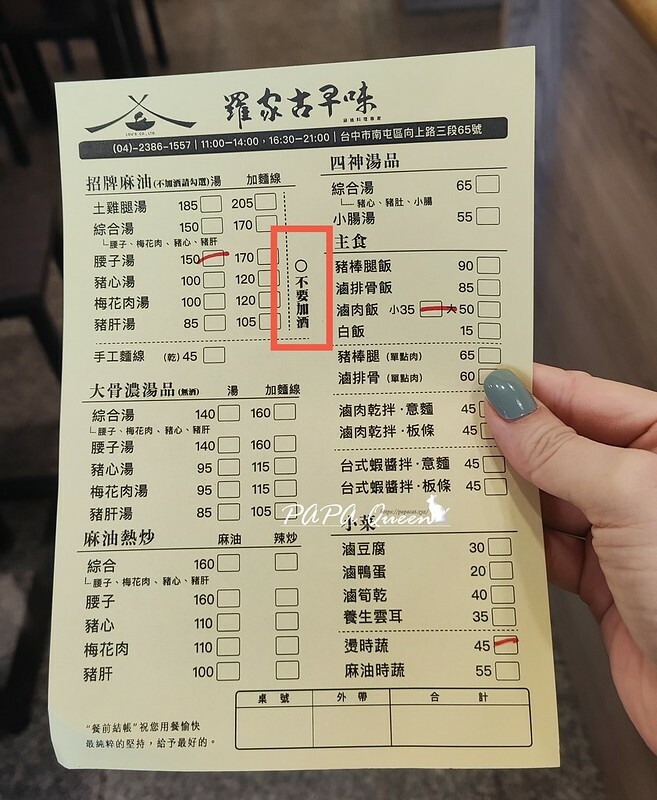 羅家古早味
(04)-2386-1557 | 11:00-14:00,16:30-21:00 | 台中市南屯區向上路三段65號
招牌麻油(不加酒請勾選)湯 加麵線
土雞腿湯 185 205
綜合湯 150 170
└腰子、梅花肉、豬心、豬肝
腰子湯 150 170
豬心湯 100 120
梅花肉湯 100 120
豬肝湯 85 105
○不要加酒
手工麵線 (乾) 45
大骨濃湯品(無酒) 湯 加麵線
綜合湯 140 160
└腰子、梅花肉、豬心、豬肝
腰子湯 140 160
豬心湯 95 115
梅花肉湯 95 115
豬肝湯 85 105
麻油熱炒 麻油 辣炒
綜合 160
└腰子、梅花肉、豬心、豬肝
腰子 160
豬心 110
梅花肉 110
豬肝 100
四神湯品
綜合湯 65
└豬心、豬肚、小腸
小腸湯 55
主食
豬棒腿飯 90
滷排骨飯 85
滷肉飯 小35 大50
白飯 15
豬棒腿 (單點肉) 65
滷排骨 (單點肉) 60
滷肉乾拌·意麵 45
滷肉乾拌·板條 45
台式蝦醬拌·意麵 45
台式蝦醬拌·板條 45
PAPA Queen
小菜
滷豆腐 30
滷鴨蛋 20
滷筍乾 40
養生雲耳 35
燙時蔬 45
麻油時蔬 55
桌號 外帶 合計
"餐前結帳"祝您用餐愉快
最純粹的堅持,給予最好的。